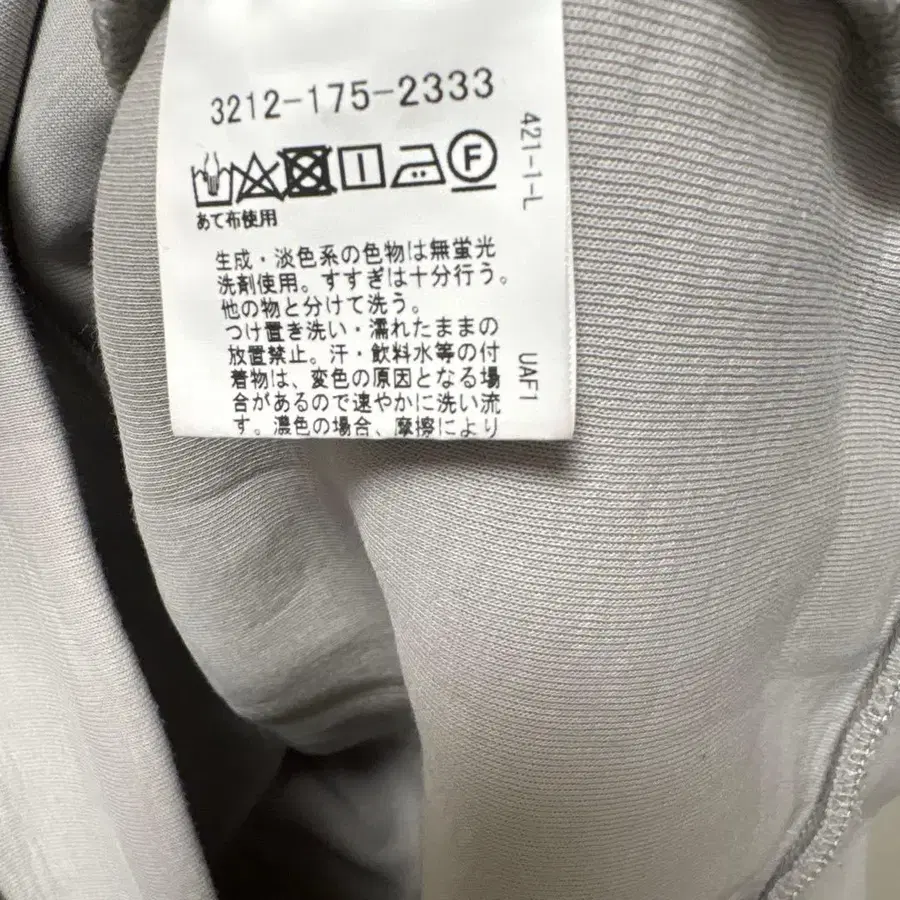 3212-175-2333
F
あて布使用
生成・淡色系の色物は無蛍光
洗剤使用。すすぎは十分行う。
他の物と分けて洗う。
つけ置き洗い・濡れたままの
放置禁止。汗・飲料水等の付
着物は、変色の原因となる場
合があるので速やかに洗い流
す。濃色の場合、摩擦により
421-1-L
UAF1